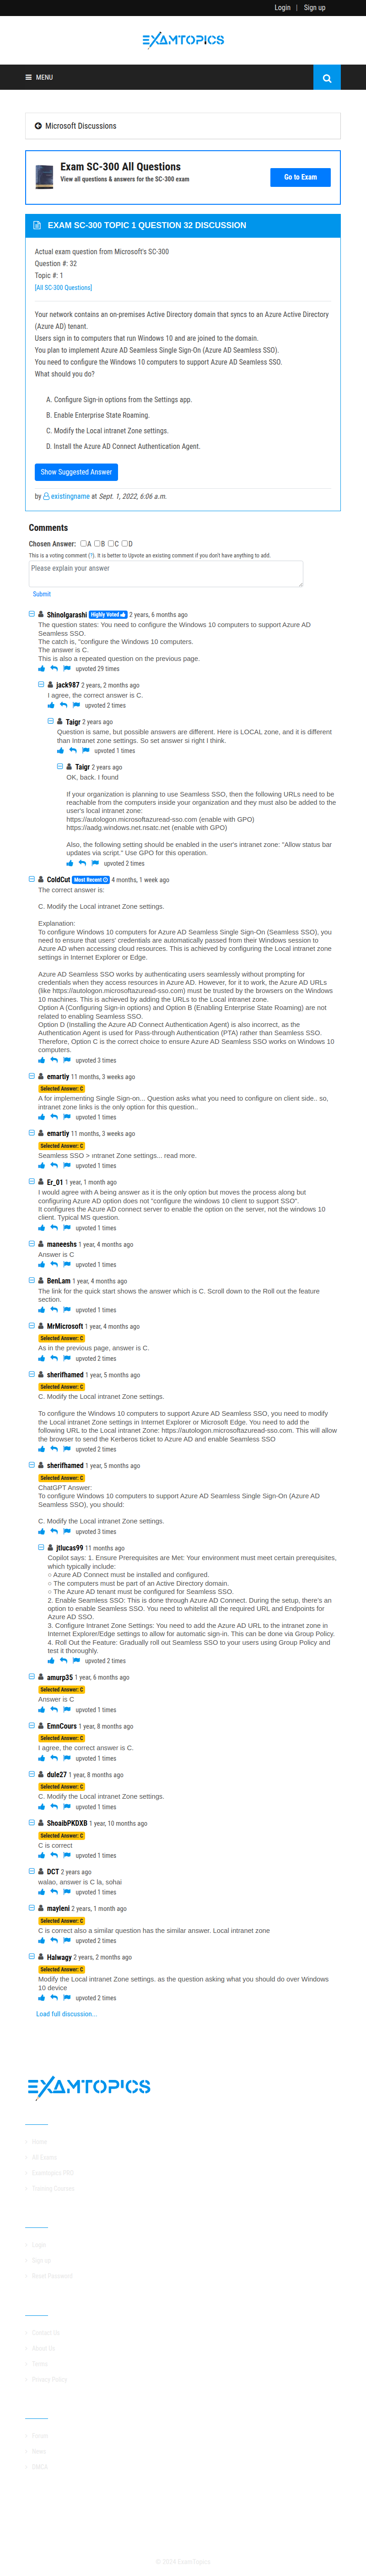 Login | Sign up
EXAMTOPICS
MENU
Microsoft Discussions
Exam SC-300 All Questions
View all questions & answers for the SC-300 exam
Go to Exam
EXAM SC-300 TOPIC 1 QUESTION 32 DISCUSSION
Actual exam question from Microsoft's SC-300
Question #: 32
Topic #: 1
[All SC-300 Questions]
Your network contains an on-premises Active Directory domain that syncs to an Azure Active Directory
(Azure AD) tenant.
Users sign in to computers that run Windows 10 and are joined to the domain.
You plan to implement Azure AD Seamless Single Sign-On (Azure AD Seamless SSO).
You need to configure the Windows 10 computers to support Azure AD Seamless SSO.
What should you do?
A. Configure Sign-in options from the Settings app.
B. Enable Enterprise State Roaming.
C. Modify the Local intranet Zone settings.
D. Install the Azure AD Connect Authentication Agent.
Show Suggested Answer
by existingname at Sept. 1, 2022, 6:06 a.m.
Comments
Chosen Answer: A B C D
This is a voting comment (?). It is better to Upvote an existing comment if you don't have anything to add.
Please explain your answer
Submit
Shinolgarashi Highly Voted 2 years, 6 months ago
The question states: You need to configure the Windows 10 computers to support Azure AD
Seamless SSO.
The catch is, "configure the Windows 10 computers.
The answer is C.
This is also a repeated question on the previous page.
upvoted 29 times
jack987 2 years, 2 months ago
I agree, the correct answer is C.
upvoted 2 times
Taigr 2 years ago
Question is, same, but possible answers are different. Here is LOCAL zone, and it is different
than Intranet zone settings. So set answer si right I think.
upvoted 1 times
Taigr 2 years ago
OK, back. I found
If your organization is planning to use Seamless SSO, then the following URLs need to be
reachable from the computers inside your organization and they must also be added to the
user's local intranet zone:
https://autologon.microsoftazuread-sso.com (enable with GPO)
https://aadg.windows.net.nsatc.net (enable with GPO)
Also, the following setting should be enabled in the user's intranet zone: "Allow status bar
updates via script." Use GPO for this operation.
upvoted 2 times
ColdCut Most Recent 4 months, 1 week ago
The correct answer is:
C. Modify the Local intranet Zone settings.
Explanation:
To configure Windows 10 computers for Azure AD Seamless Single Sign-On (Seamless SSO), you
need to ensure that users' credentials are automatically passed from their Windows session to
Azure AD when accessing cloud resources. This is achieved by configuring the Local intranet zone
settings in Internet Explorer or Edge.
Azure AD Seamless SSO works by authenticating users seamlessly without prompting for
credentials when they access resources in Azure AD. However, for it to work, the Azure AD URLs
(like https://autologon.microsoftazuread-sso.com) must be trusted by the browsers on the Windows
10 machines. This is achieved by adding the URLs to the Local intranet zone.
Option A (Configuring Sign-in options) and Option B (Enabling Enterprise State Roaming) are not
related to enabling Seamless SSO.
Option D (Installing the Azure AD Connect Authentication Agent) is also incorrect, as the
Authentication Agent is used for Pass-through Authentication (PTA) rather than Seamless SSO.
Therefore, Option C is the correct choice to ensure Azure AD Seamless SSO works on Windows 10
computers.
upvoted 3 times
emartiy 11 months, 3 weeks ago
Selected Answer: C
A for implementing Single Sign-on... Question asks what you need to configure on client side.. so,
intranet zone links is the only option for this question..
upvoted 1 times
emartiy 11 months, 3 weeks ago
Selected Answer: C
Seamless SSO > ıntranet Zone settings... read more.
upvoted 1 times
Er_01 1 year, 1 month ago
I would agree with A being answer as it is the only option but moves the process along but
configuring Azure AD option does not "configure the windows 10 client to support SSO".
It configures the Azure AD connect server to enable the option on the server, not the windows 10
client. Typical MS question.
upvoted 1 times
maneeshs 1 year, 4 months ago
Answer is C
upvoted 1 times
BenLam 1 year, 4 months ago
The link for the quick start shows the answer which is C. Scroll down to the Roll out the feature
section.
upvoted 1 times
MrMicrosoft 1 year, 4 months ago
Selected Answer: C
As in the previous page, answer is C.
upvoted 2 times
sherifhamed 1 year, 5 months ago
Selected Answer: C
C. Modify the Local intranet Zone settings.
To configure the Windows 10 computers to support Azure AD Seamless SSO, you need to modify
the Local intranet Zone settings in Internet Explorer or Microsoft Edge. You need to add the
following URL to the Local intranet Zone: https://autologon.microsoftazuread-sso.com. This will allow
the browser to send the Kerberos ticket to Azure AD and enable Seamless SSO
upvoted 2 times
sherifhamed 1 year, 5 months ago
Selected Answer: C
ChatGPT Answer:
To configure Windows 10 computers to support Azure AD Seamless Single Sign-On (Azure AD
Seamless SSO), you should:
C. Modify the Local intranet Zone settings.
upvoted 3 times
jtlucas99 11 months ago
Copilot says: 1. Ensure Prerequisites are Met: Your environment must meet certain prerequisites,
which typically include:
○ Azure AD Connect must be installed and configured.
○ The computers must be part of an Active Directory domain.
○ The Azure AD tenant must be configured for Seamless SSO.
2. Enable Seamless SSO: This is done through Azure AD Connect. During the setup, there's an
option to enable Seamless SSO. You need to whitelist all the required URL and Endpoints for
Azure AD SSO.
3. Configure Intranet Zone Settings: You need to add the Azure AD URL to the intranet zone in
Internet Explorer/Edge settings to allow for automatic sign-in. This can be done via Group Policy.
4. Roll Out the Feature: Gradually roll out Seamless SSO to your users using Group Policy and
test it thoroughly.
upvoted 2 times
amurp35 1 year, 6 months ago
Selected Answer: C
Answer is C
upvoted 1 times
EmnCours 1 year, 8 months ago
Selected Answer: C
I agree, the correct answer is C.
upvoted 1 times
dule27 1 year, 8 months ago
Selected Answer: C
C. Modify the Local intranet Zone settings.
upvoted 1 times
ShoaibPKDXB 1 year, 10 months ago
Selected Answer: C
C is correct
upvoted 1 times
DCT 2 years ago
walao, answer is C la, sohai
upvoted 1 times
mayleni 2 years, 1 month ago
Selected Answer: C
C is correct also a similar question has the similar answer. Local intranet zone
upvoted 2 times
Halwagy 2 years, 2 months ago
Selected Answer: C
Modify the Local intranet Zone settings. as the question asking what you should do over Windows
10 device
upvoted 2 times
Load full discussion...
EXAMTOPICS
Home
All Exams
Examtopics PRO
Training Courses
Login
Sign up
Reset Password
Contact Us
About Us
Terms
Privacy Policy
Forum
News
DMCA
© 2024 ExamTopics